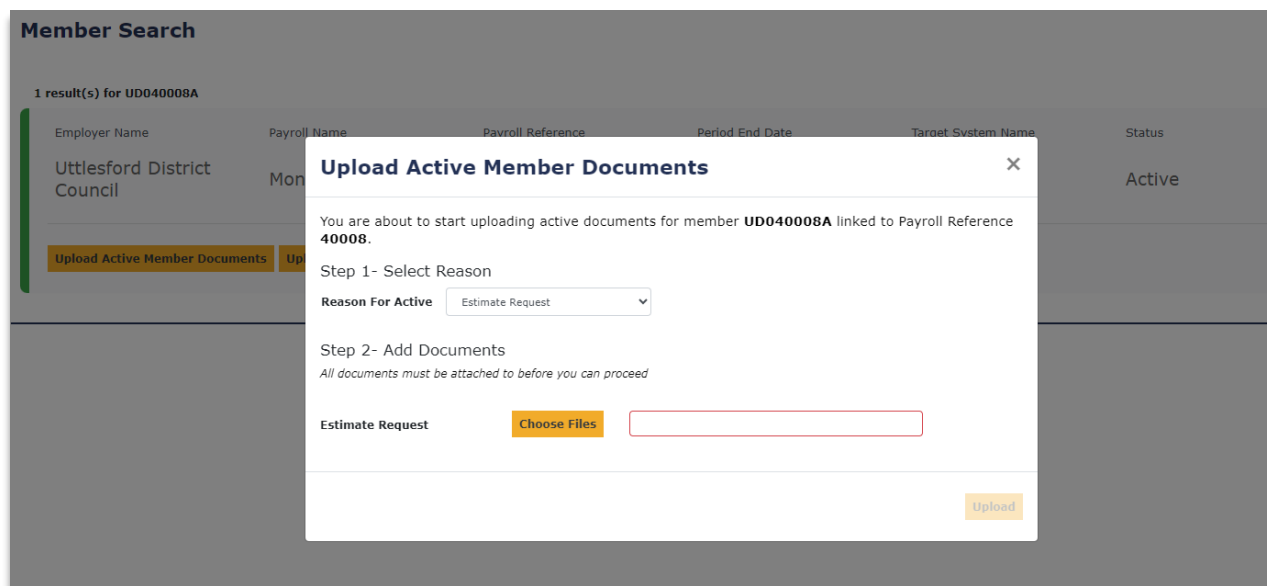 Member Search
1 result(s) for UD040008A
Employer Name Payroll Name Payroll Reference Period End Date Target System Name Status
Uttlesford District
Council
Mon
Active
Upload Active Member Documents Upl
Upload Active Member Documents ×
You are about to start uploading active documents for member UD040008A linked to Payroll Reference
40008.
Step 1- Select Reason
Reason For Active Estimate Request
Step 2- Add Documents
All documents must be attached to before you can proceed
Estimate Request Choose Files
Upload